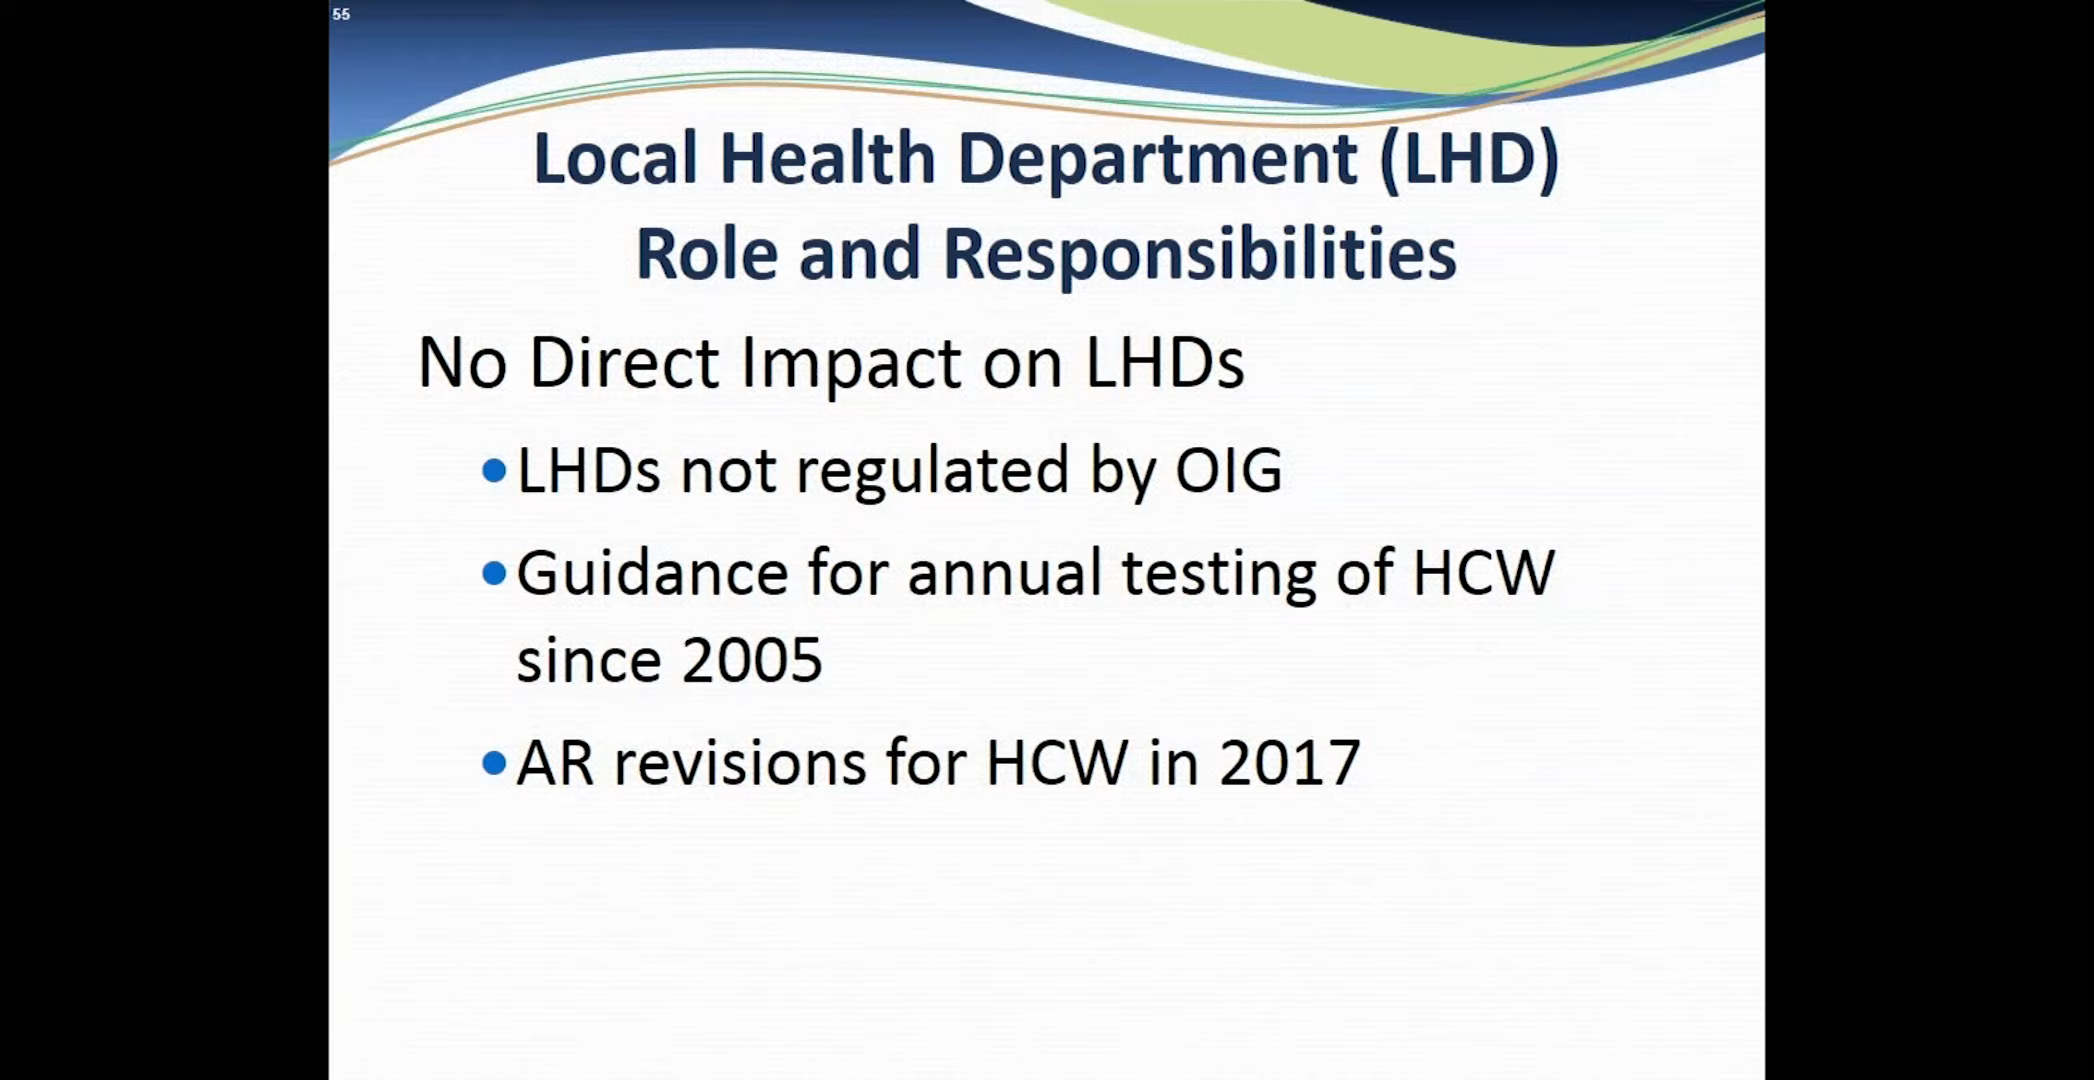 55
Local Health Department (LHD)
Role and Responsibilities
No Direct Impact on LHDs
•LHDs not regulated by OIG
•Guidance for annual testing of HCW
since 2005
•AR revisions for HCW in 2017